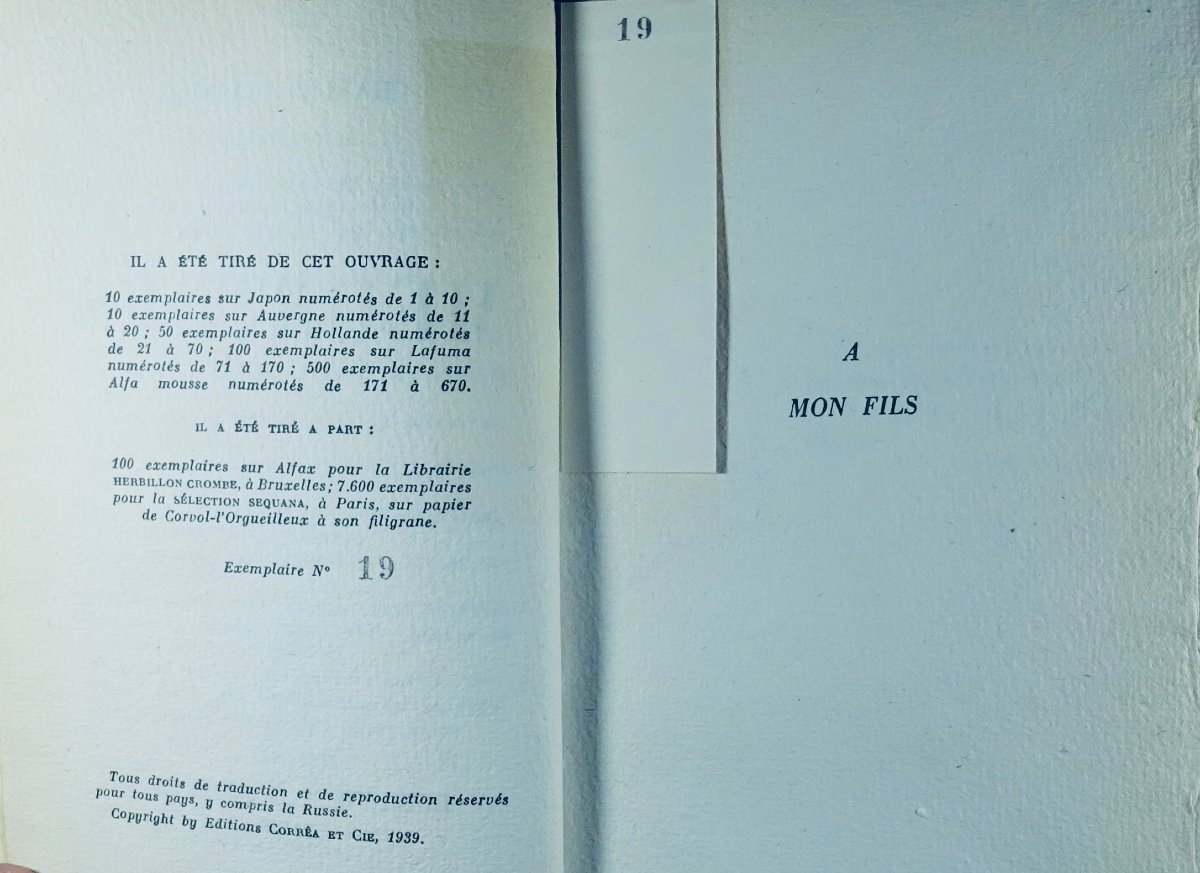 IL A ÉTÉ TIRÉ DE CET OUVRAGE :
10 exemplaires sur Japon numérotés de 1 à 10 ;
10 exemplaires sur Auvergne numérotés de 11
à 20 ; 50 exemplaires sur Hollande numérotés
de 21 à 70 ; 100 exemplaires sur Lafuma
numérotés de 71 à 170 ; 500 exemplaires sur
Alfa mousse numérotés de 171 à 670.
IL A ÉTÉ TIRÉ A PART :
100 exemplaires sur Alfax pour la Librairie
HERBILLON CROMBE, à Bruxelles ; 7.600 exemplaires
pour la SÉLECTION SEQUANA, à Paris, sur papier
de Corvol-l'Orgueilleux à son filigrane.
Exemplaire N° 19
Tous droits de traduction et de reproduction réservés
pour tous pays, y compris la Russie.
Copyright by Editions CORRÊA ET CIE, 1939.
19
A
MON FILS